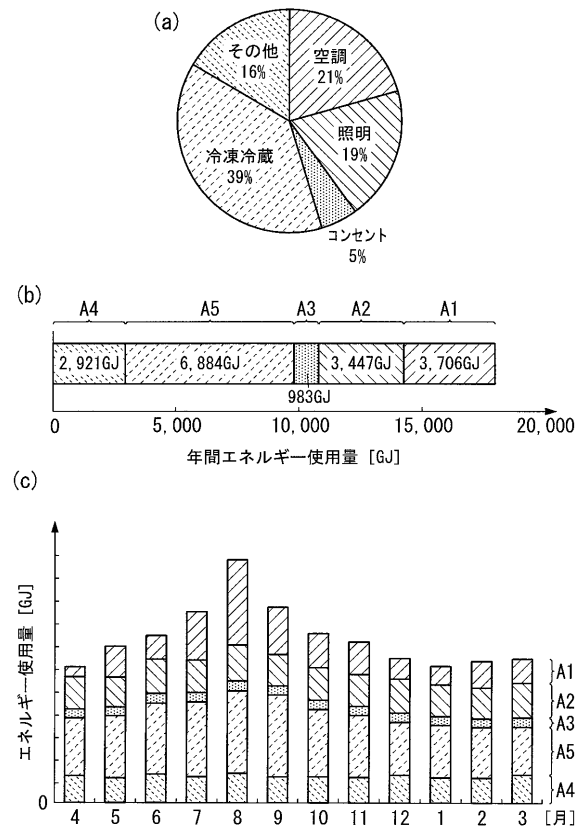 (a)
その他
16%
空調
21%
照明
19%
冷凍冷蔵
39%
コンセント
5%
(b)
A4 A5 A3 A2 A1
2,921GJ 6,884GJ 3,447GJ 3,706GJ
983GJ
0 5,000 10,000 15,000 20,000
年間エネルギー使用量 [GJ]
(c)
エネルギー使用量 [GJ]
A1
A2
A3
A5
A4
0
4 5 6 7 8 9 10 11 12 1 2 3 [月]